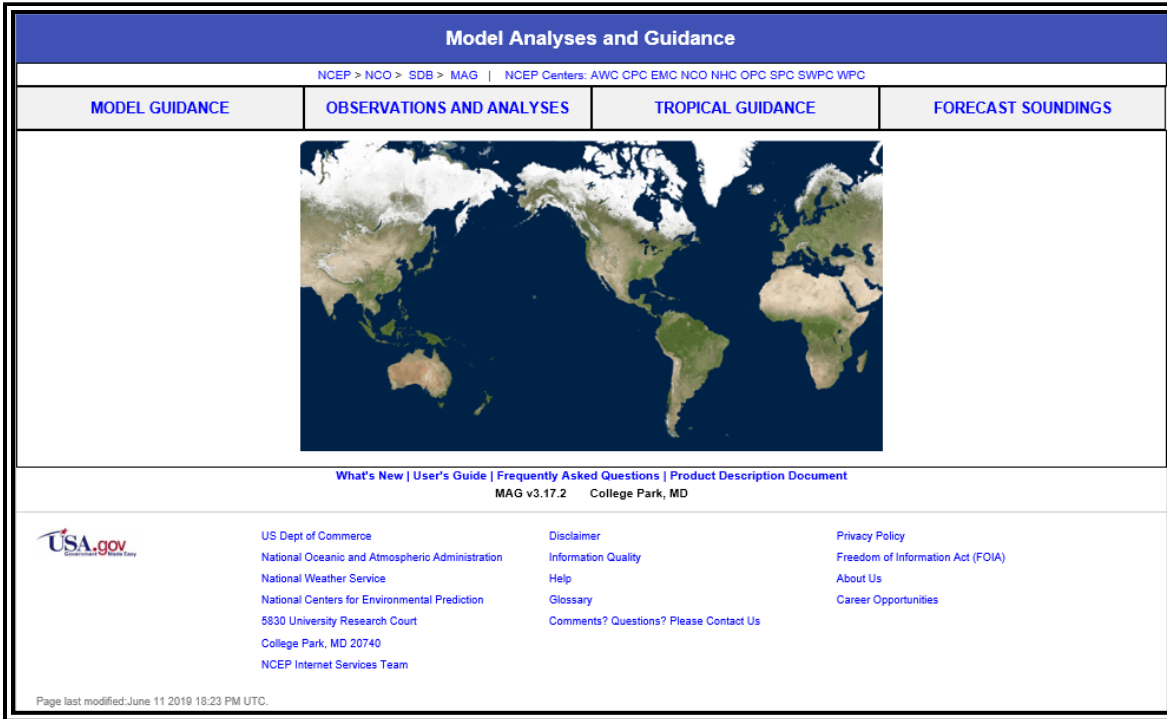 Model Analyses and Guidance
NCEP > NCO > SDB > MAG | NCEP Centers: AWC CPC EMC NCO NHC OPC SPC SWPC WPC
MODEL GUIDANCE
OBSERVATIONS AND ANALYSES
TROPICAL GUIDANCE
FORECAST SOUNDINGS
What's New | User's Guide | Frequently Asked Questions | Product Description Document
MAG v3.17.2 College Park, MD
USA.gov
Government Made Easy
US Dept of Commerce
National Oceanic and Atmospheric Administration
National Weather Service
National Centers for Environmental Prediction
5830 University Research Court
College Park, MD 20740
NCEP Internet Services Team
Disclaimer
Information Quality
Help
Glossary
Comments? Questions? Please Contact Us
Privacy Policy
Freedom of Information Act (FOIA)
About Us
Career Opportunities
Page last modified:June 11 2019 18:23 PM UTC.